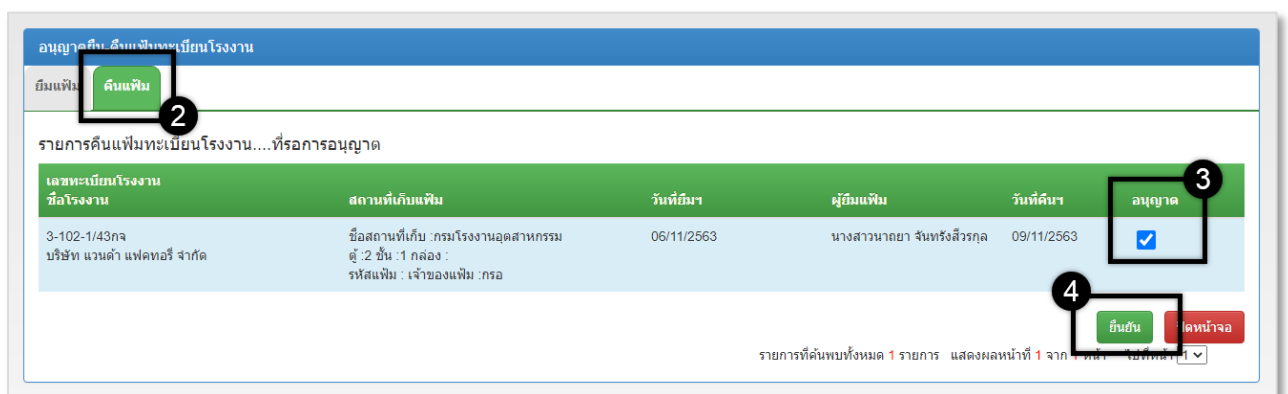 อนุญาตยืม-คืนแฟ้มทะเบียนโรงงาน
ยืมแฟ้ม คืนแฟ้ม
2
รายการคืนแฟ้มทะเบียนโรงงาน....ที่รอการอนุญาต
3
เลขทะเบียนโรงงาน
ชื่อโรงงาน สถานที่เก็บแฟ้ม วันที่ยืมฯ ผู้ยืมแฟ้ม วันที่คืนฯ อนุญาต
3-102-1/43กจ ชื่อสถานที่เก็บ :กรมโรงงานอุตสาหกรรม 06/11/2563 นางสาวนาถยา จันทรังสีวรกุล 09/11/2563
บริษัท แวนด้า แฟคทอรี่ จำกัด ตู้ :2 ชั้น :1 กล่อง :
รหัสแฟ้ม : เจ้าของแฟ้ม :กรอ
4
ยืนยัน ปิดหน้าจอ
รายการที่ค้นพบทั้งหมด 1 รายการ แสดงผลหน้าที่ 1 จาก 1 หน้า ไปที่หน้า 1